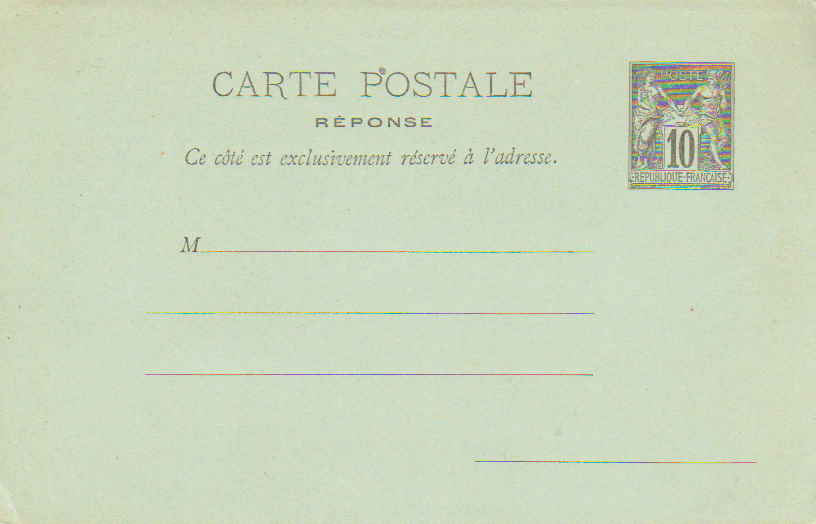 CARTE POSTALE
RÉPONSE
Ce côté est exclusivement réservé à l'adresse.
POSTE
10
RÉPUBLIQUE FRANÇAISE
M